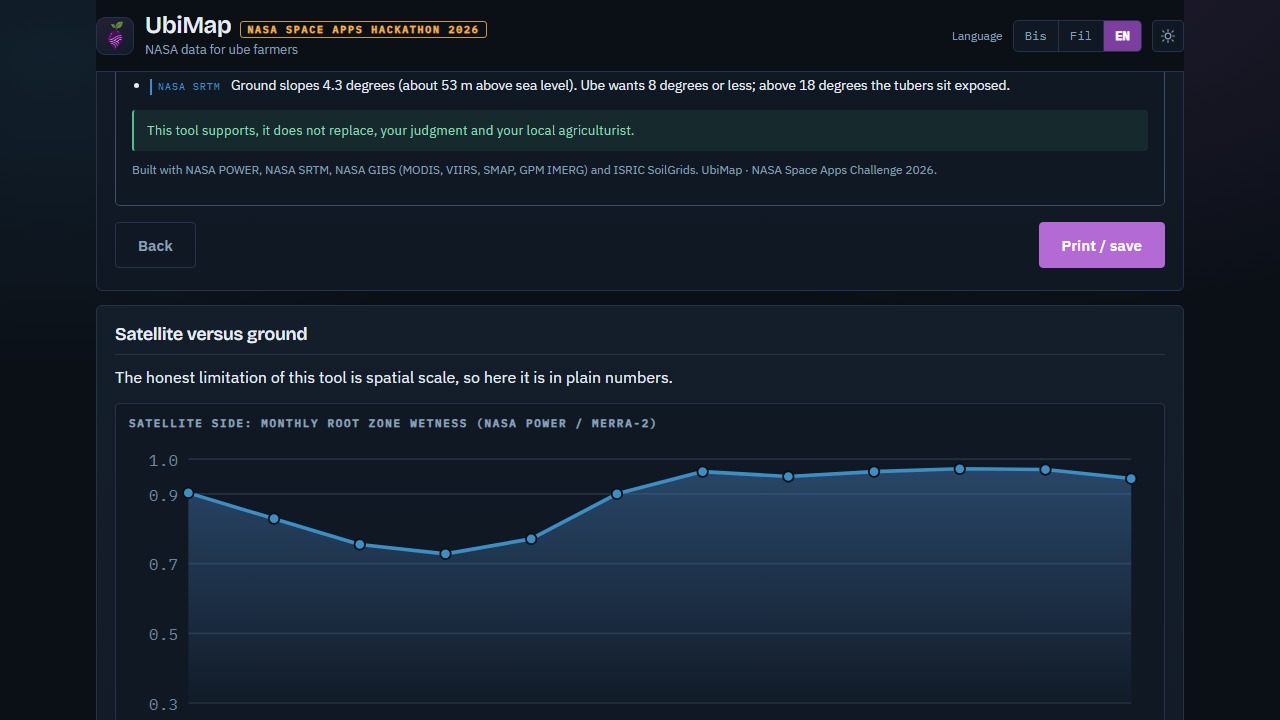 UbiMap NASA SPACE APPS HACKATHON 2026
NASA data for ube farmers
Language Bis Fil EN
NASA SRTM Ground slopes 4.3 degrees (about 53 m above sea level). Ube wants 8 degrees or less; above 18 degrees the tubers sit exposed.
This tool supports, it does not replace, your judgment and your local agriculturist.
Built with NASA POWER, NASA SRTM, NASA GIBS (MODIS, VIIRS, SMAP, GPM IMERG) and ISRIC SoilGrids. UbiMap · NASA Space Apps Challenge 2026.
Back
Print / save
Satellite versus ground
The honest limitation of this tool is spatial scale, so here it is in plain numbers.
SATELLITE SIDE: MONTHLY ROOT ZONE WETNESS (NASA POWER / MERRA-2)
1.0
0.9
0.7
0.5
0.3